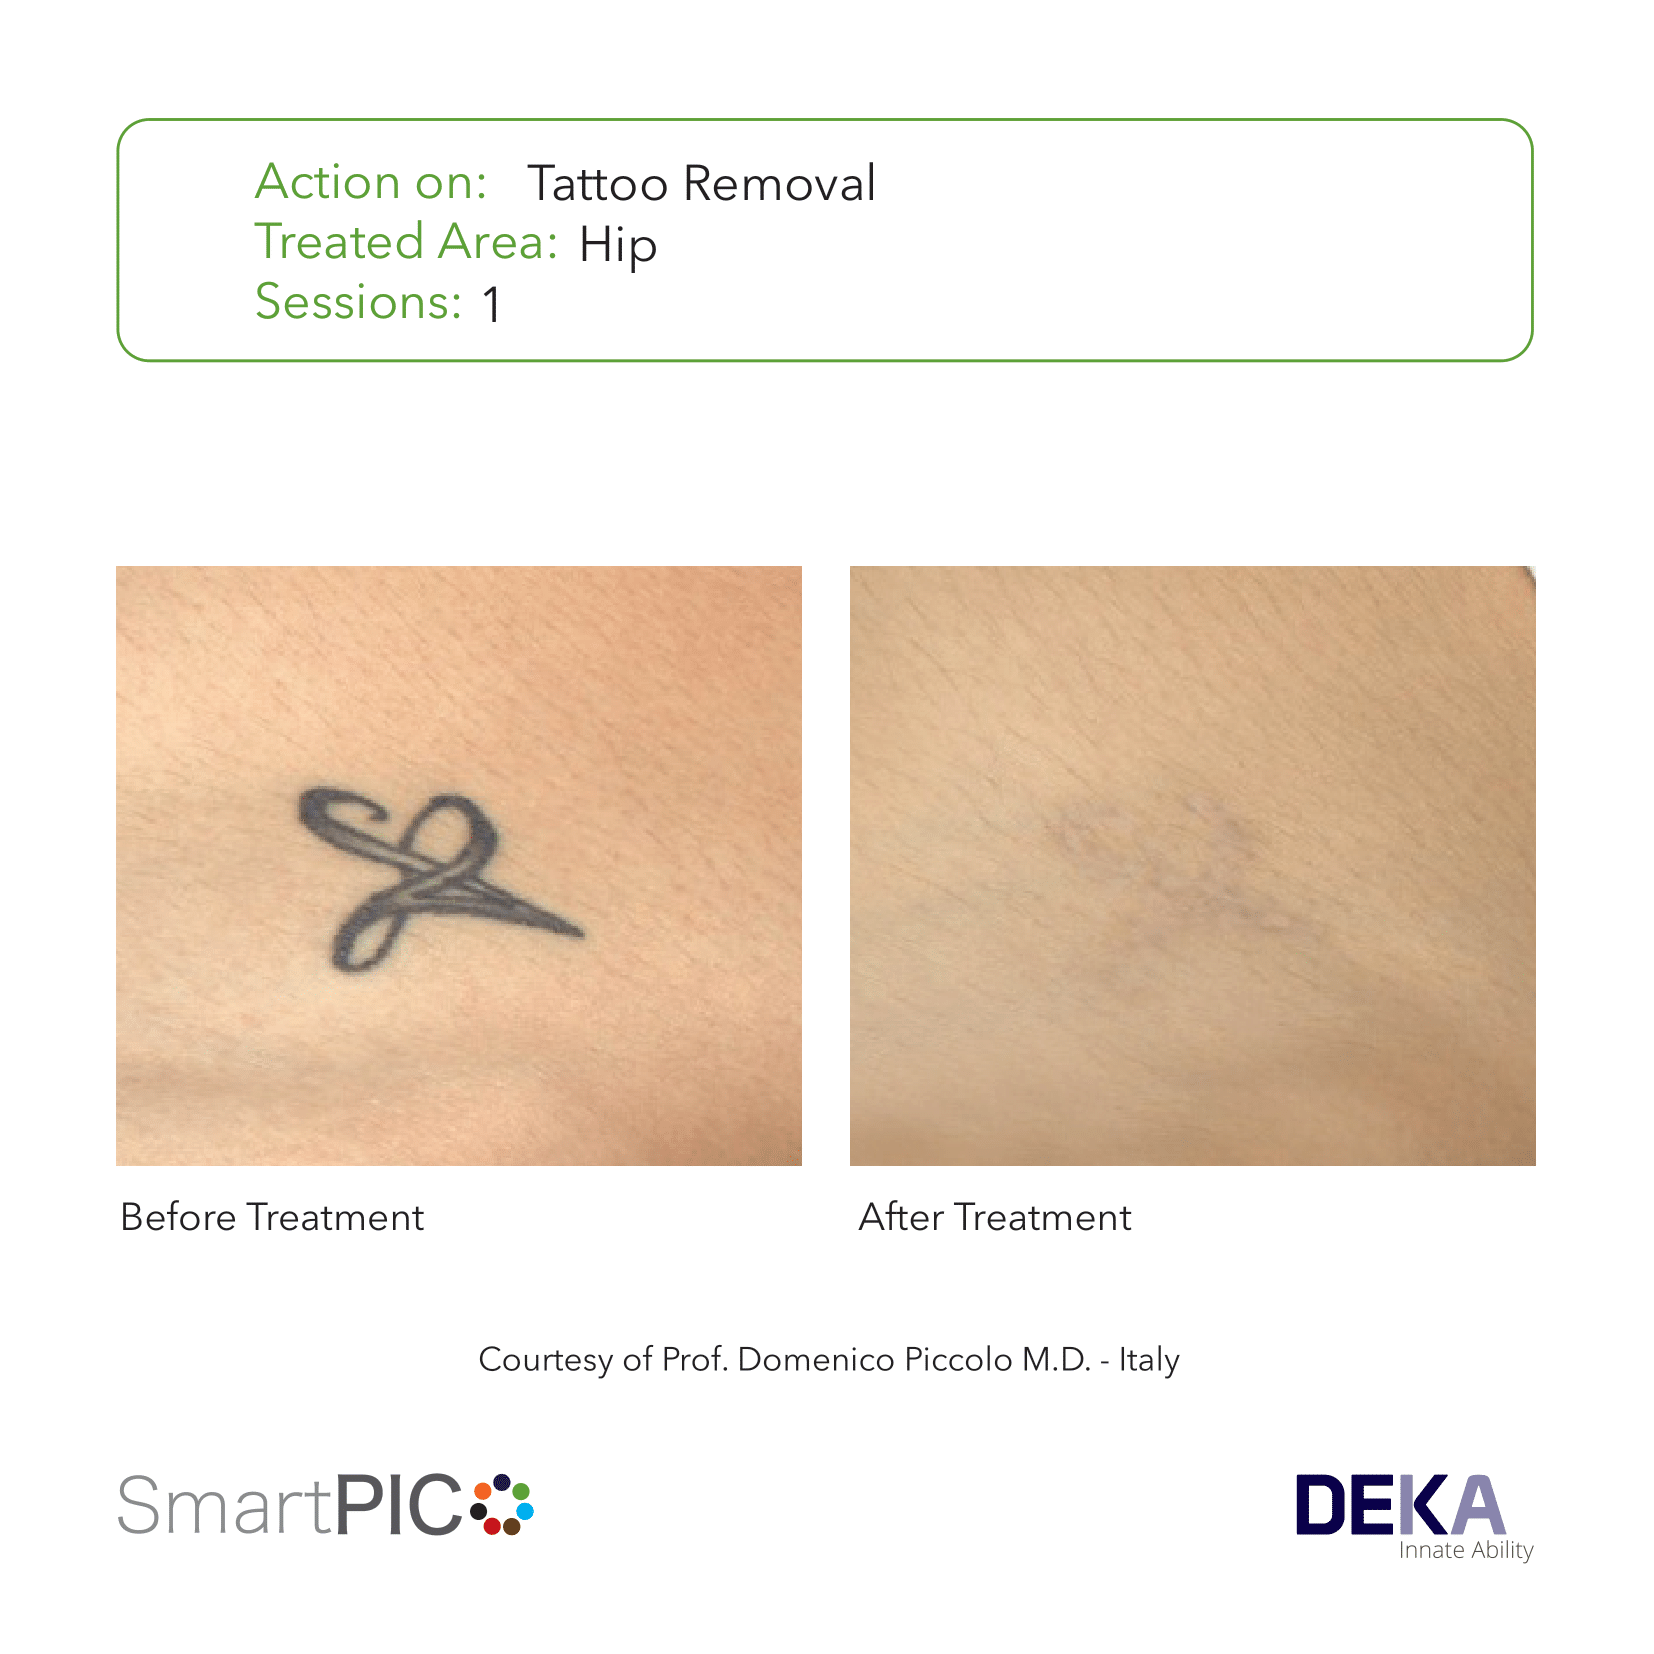 Action on: Tattoo Removal
Treated Area: Hip
Sessions: 1
Before Treatment
After Treatment
Courtesy of Prof. Domenico Piccolo M.D. - Italy
SmartPICO
DEKA
Innate Ability